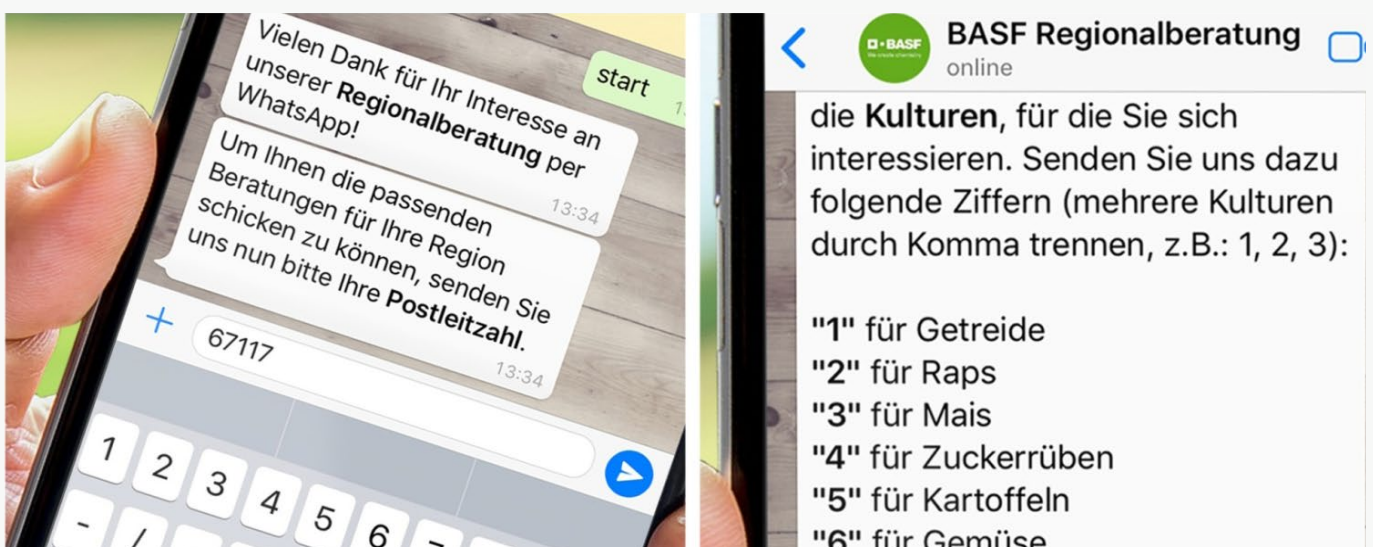 Vielen Dank für Ihr Interesse an
unserer Regionalberatung per
WhatsApp!
13:34
start
Um Ihnen die passenden
Beratungen für Ihre Region
schicken zu können, senden Sie
uns nun bitte Ihre Postleitzahl.
13:34
67117
1 2 3 4 5 6
- /
BASF
We create chemistry
BASF Regionalberatung
online
die Kulturen, für die Sie sich
interessieren. Senden Sie uns dazu
folgende Ziffern (mehrere Kulturen
durch Komma trennen, z.B.: 1, 2, 3):
"1" für Getreide
"2" für Raps
"3" für Mais
"4" für Zuckerrüben
"5" für Kartoffeln
"6" für Gemüse